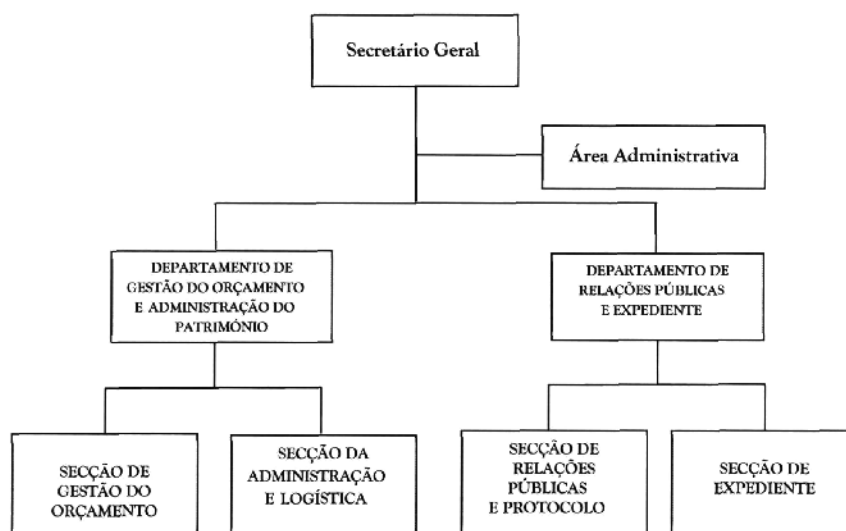 Secretário Geral
Área Administrativa
DEPARTAMENTO DE
GESTÃO DO ORÇAMENTO
E ADMINISTRAÇÃO DO
PATRIMÓNIO
DEPARTAMENTO DE
RELAÇÕES PÚBLICAS
E EXPEDIENTE
SECÇÃO DE
GESTÃO DO
ORÇAMENTO
SECÇÃO DA
ADMINISTRAÇÃO
E LOGÍSTICA
SECÇÃO DE
RELAÇÕES
PÚBLICAS
E PROTOCOLO
SECÇÃO DE
EXPEDIENTE